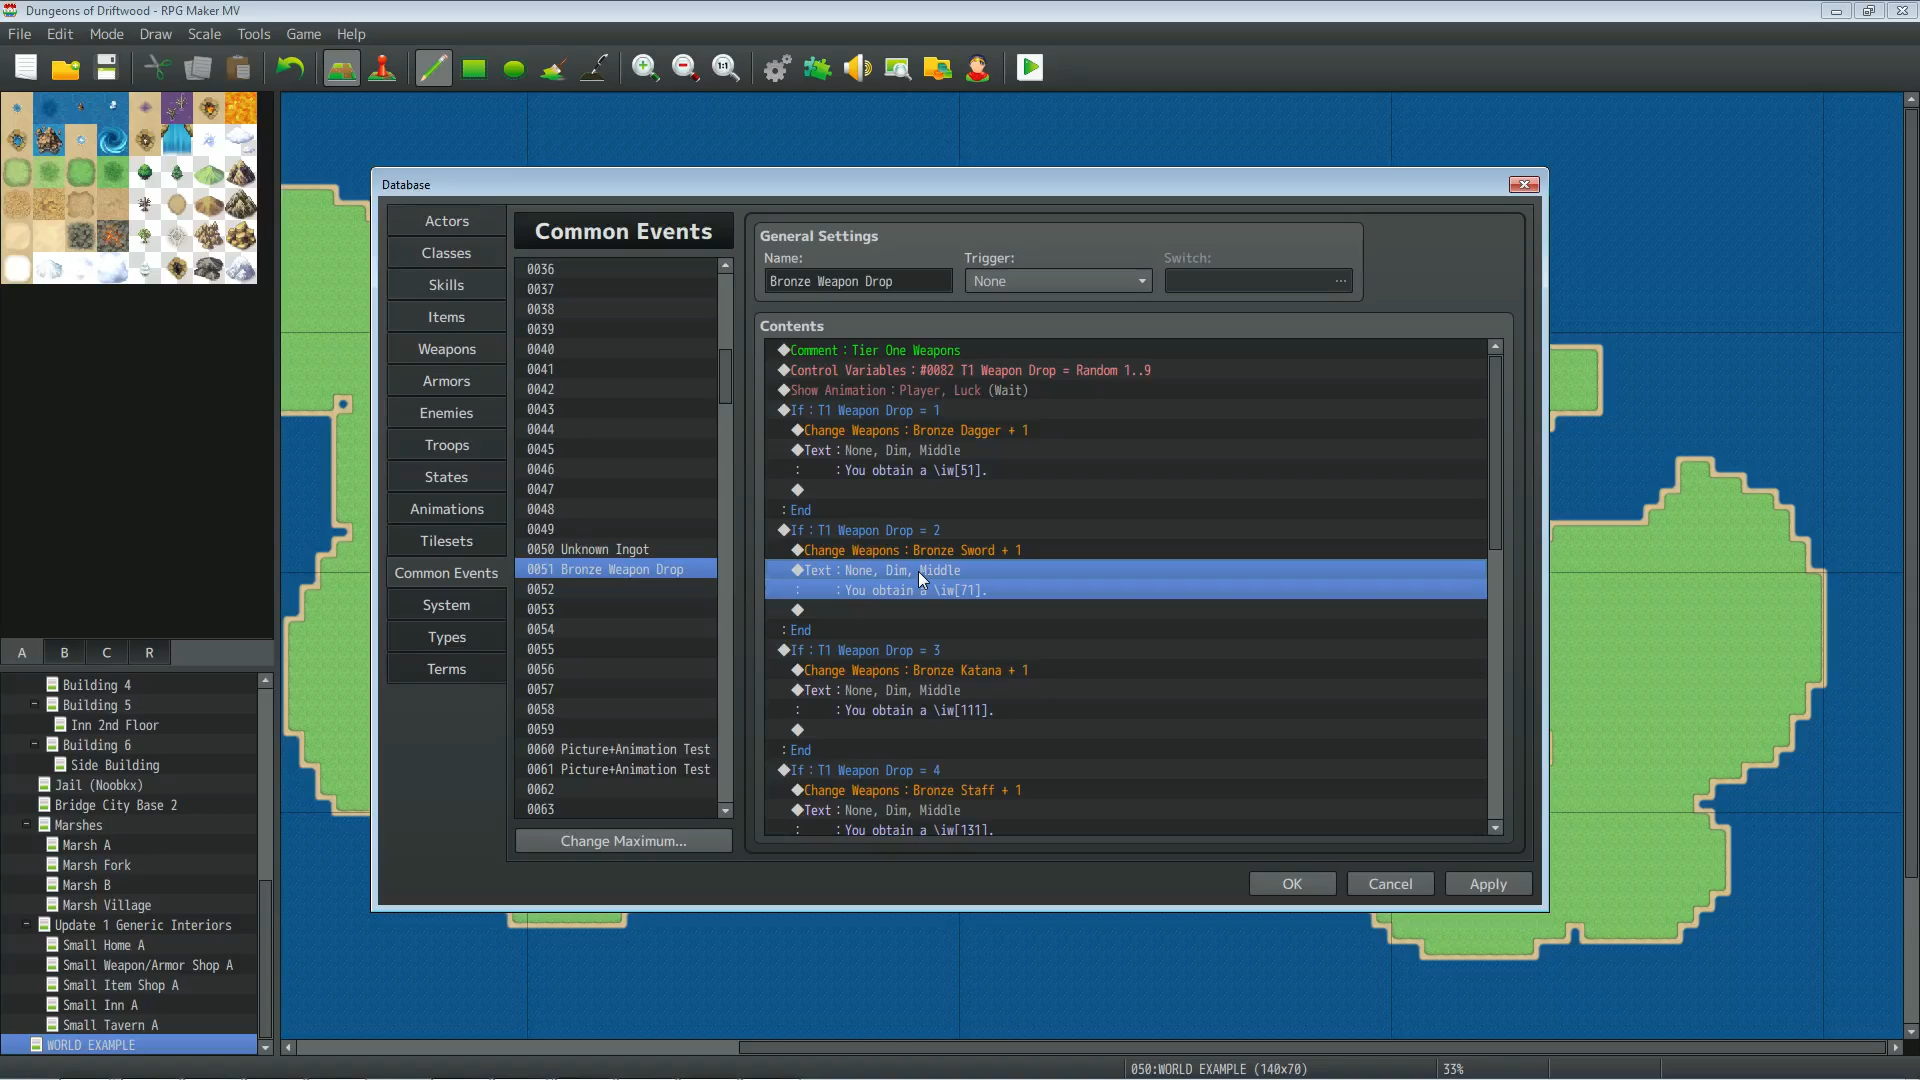 Dungeons of Driftwood - RPG Maker MV
File Edit Mode Draw Scale Tools Game Help
1:1
Database
Actors
Classes
Skills
Items
Weapons
Armors
Enemies
Troops
States
Animations
Tilesets
Common Events
System
Types
Terms
Common Events
0036
0037
0038
0039
0040
0041
0042
0043
0044
0045
0046
0047
0048
0049
0050 Unknown Ingot
0051 Bronze Weapon Drop
0052
0053
0054
0055
0056
0057
0058
0059
0060 Picture+Animation Test
0061 Picture+Animation Test
0062
0063
Change Maximum...
General Settings
Name: Trigger: Switch:
Bronze Weapon Drop None ...
Contents
◆Comment：Tier One Weapons
◆Control Variables：#0082 T1 Weapon Drop = Random 1..9
◆Show Animation：Player, Luck (Wait)
◆If：T1 Weapon Drop = 1
◆Change Weapons：Bronze Dagger + 1
◆Text：None, Dim, Middle
: ：You obtain a \iw[51].
◆
：End
◆If：T1 Weapon Drop = 2
◆Change Weapons：Bronze Sword + 1
◆Text：None, Dim, Middle
: ：You obtain a \iw[71].
◆
：End
◆If：T1 Weapon Drop = 3
◆Change Weapons：Bronze Katana + 1
◆Text：None, Dim, Middle
: ：You obtain a \iw[111].
◆
：End
◆If：T1 Weapon Drop = 4
◆Change Weapons：Bronze Staff + 1
◆Text：None, Dim, Middle
: ：You obtain a \iw[131].
OK Cancel Apply
A B C R
Building 4
Building 5
Inn 2nd Floor
Building 6
Side Building
Jail (Noobkx)
Bridge City Base 2
Marshes
Marsh A
Marsh Fork
Marsh B
Marsh Village
Update 1 Generic Interiors
Small Home A
Small Weapon/Armor Shop A
Small Item Shop A
Small Inn A
Small Tavern A
WORLD EXAMPLE
050:WORLD EXAMPLE (140×70) 33%